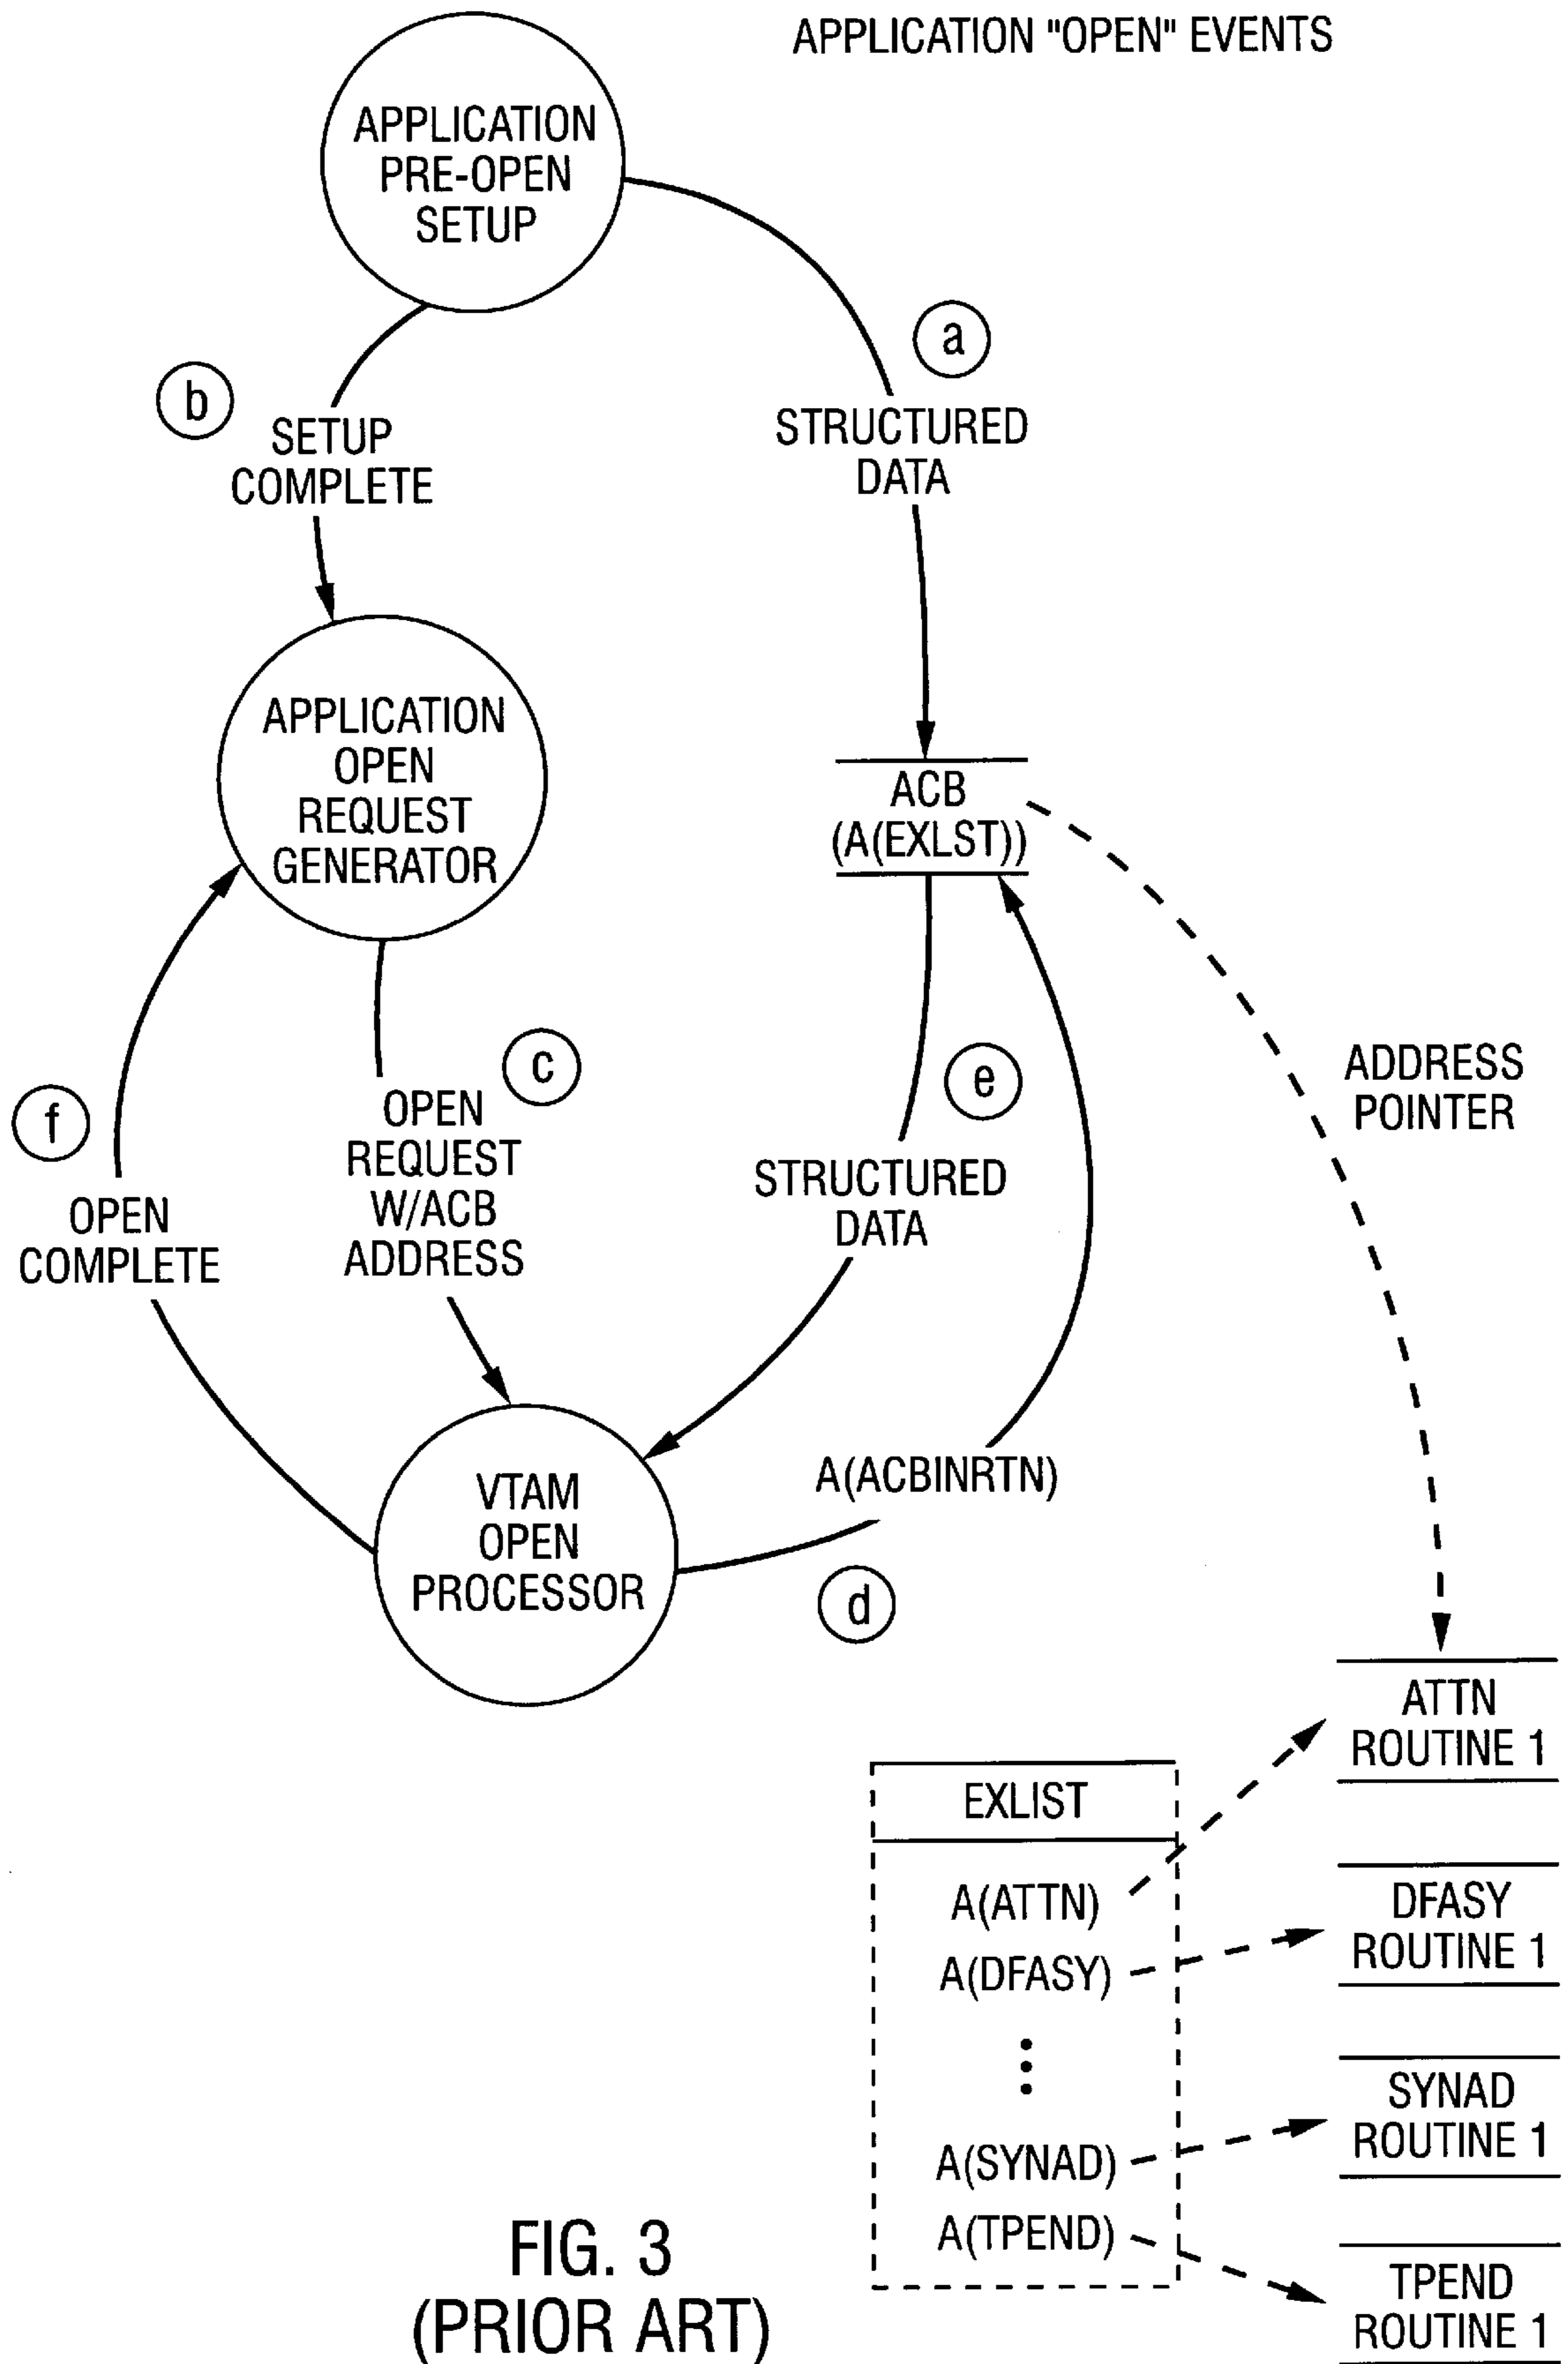 APPLICATION "OPEN" EVENTS
APPLICATION
PRE-OPEN
SETUP
a
b
SETUP
COMPLETE
STRUCTURED
DATA
APPLICATION
OPEN
REQUEST
GENERATOR
ACB
(A(EXLST))
c
e
f
ADDRESS
POINTER
OPEN
REQUEST
W/ACB
ADDRESS
STRUCTURED
DATA
OPEN
COMPLETE
VTAM
OPEN
PROCESSOR
A(ACBINRTN)
d
ATTN
ROUTINE 1
EXLIST
A(ATTN)
A(DFASY)
DFASY
ROUTINE 1
A(SYNAD)
A(TPEND)
SYNAD
ROUTINE 1
TPEND
ROUTINE 1
FIG. 3
(PRIOR ART)